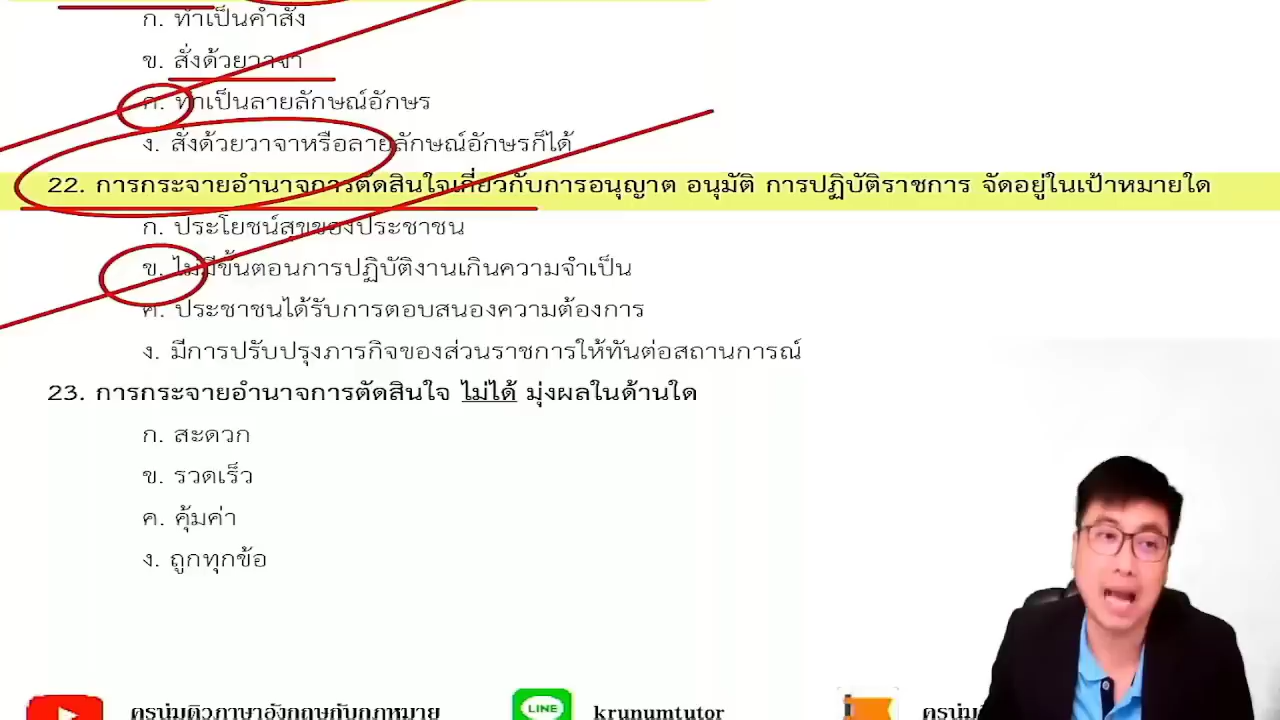 ก. ทำเป็นคำสั่ง
ข. สั่งด้วยวาจา
ค. ทำเป็นลายลักษณ์อักษร
ง. สั่งด้วยวาจาหรือลายลักษณ์อักษรก็ได้
22. การกระจายอำนาจการตัดสินใจเกี่ยวกับการอนุญาต อนุมัติ การปฏิบัติราชการ จัดอยู่ในเป้าหมายใด
ก. ประโยชน์สุขของประชาชน
ข. ไม่มีขั้นตอนการปฏิบัติงานเกินความจำเป็น
ค. ประชาชนได้รับการตอบสนองความต้องการ
ง. มีการปรับปรุงภารกิจของส่วนราชการให้ทันต่อสถานการณ์
23. การกระจายอำนาจการตัดสินใจ ไม่ได้ มุ่งผลในด้านใด
ก. สะดวก
ข. รวดเร็ว
ค. คุ้มค่า
ง. ถูกทุกข้อ
ครูนุ่มติวภาษาอังกฤษกับกฎหมาย
LINE
krunumtutor